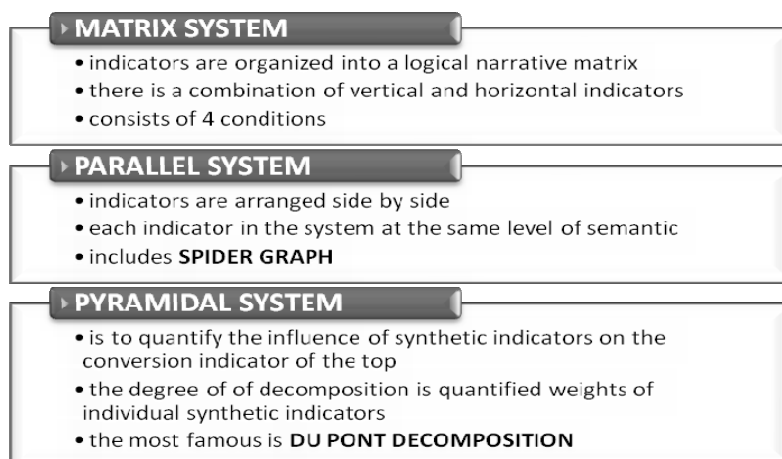 MATRIX SYSTEM
• indicators are organized into a logical narrative matrix
• there is a combination of vertical and horizontal indicators
• consists of 4 conditions
PARALLEL SYSTEM
• indicators are arranged side by side
• each indicator in the system at the same level of semantic
• includes SPIDER GRAPH
PYRAMIDAL SYSTEM
• is to quantify the influence of synthetic indicators on the
conversion indicator of the top
• the degree of of decomposition is quantified weights of
individual synthetic indicators
• the most famous is DU PONT DECOMPOSITION